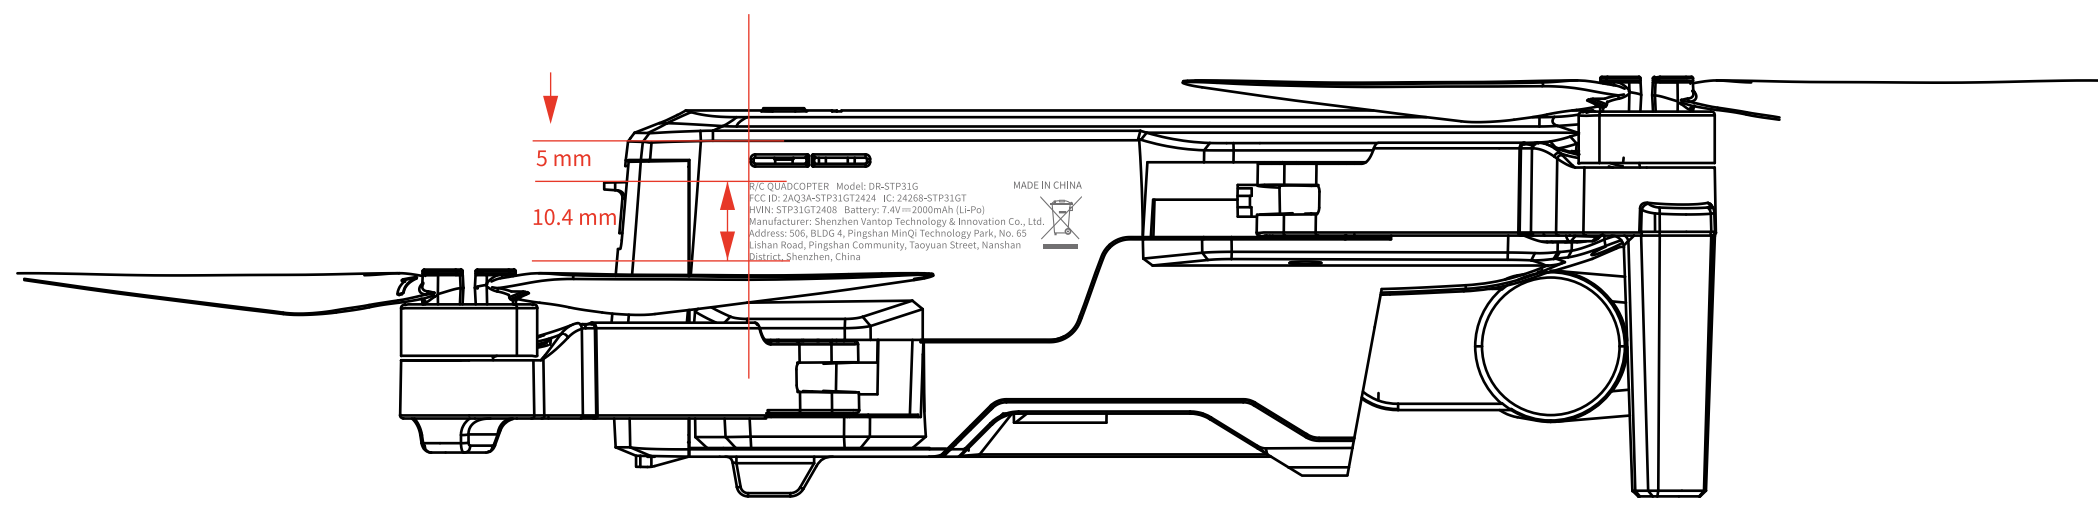 5 mm
10.4 mm
R/C QUADCOPTER Model: DR-STP31G
MADE IN CHINA
FCC ID: 2AQ3A-STP31GT2424 IC: 24268-STP31GT
HVIN: STP31GT2408 Battery: 7.4V⎓2000mAh (Li-Po)
Manufacturer: Shenzhen Vantop Technology & Innovation Co., Ltd.
Address: 506, BLDG 4, Pingshan MinQi Technology Park, No. 65
Lishan Road, Pingshan Community, Taoyuan Street, Nanshan
District, Shenzhen, China